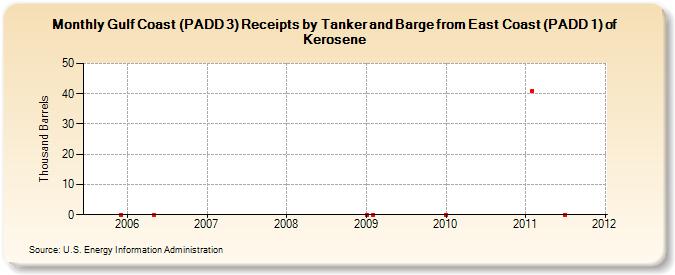 Monthly Gulf Coast (PADD 3) Receipts by Tanker and Barge from East Coast (PADD 1) of
Kerosene
Thousand Barrels
50
40
30
20
10
0
2006 2007 2008 2009 2010 2011 2012
Source: U.S. Energy Information Administration